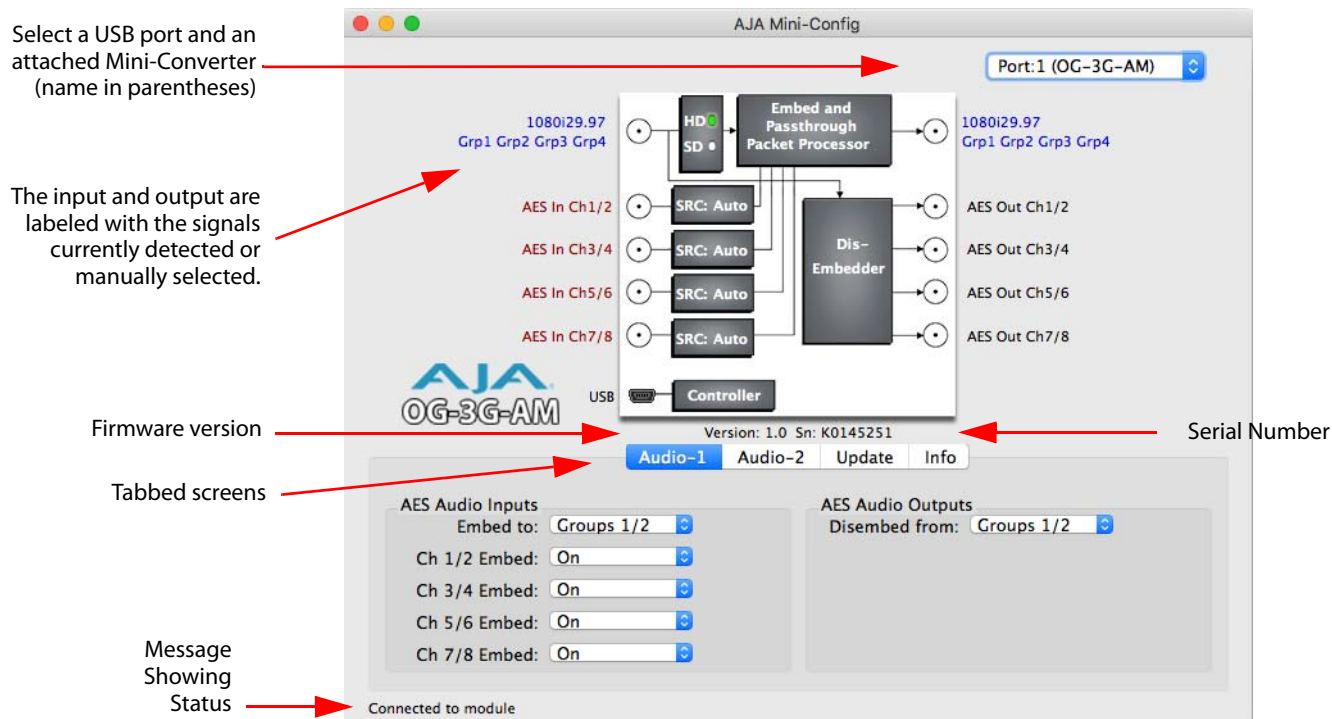 AJA Mini-Config
Select a USB port and an
attached Mini-Converter
(name in parentheses)
Port:1 (OG-3G-AM)
1080i29.97
Grp1 Grp2 Grp3 Grp4
HD
SD
Embed and
Passthrough
Packet Processor
1080i29.97
Grp1 Grp2 Grp3 Grp4
The input and output are
labeled with the signals
currently detected or
manually selected.
AES In Ch1/2
SRC: Auto
AES Out Ch1/2
AES In Ch3/4
SRC: Auto
Dis-
Embedder
AES Out Ch3/4
AES In Ch5/6
SRC: Auto
AES Out Ch5/6
AES In Ch7/8
SRC: Auto
AES Out Ch7/8
AJA
OG-3G-AM
USB
Controller
Firmware version
Version: 1.0 Sn: K0145251
Serial Number
Tabbed screens
Audio-1 Audio-2 Update Info
AES Audio Inputs
Embed to: Groups 1/2
Ch 1/2 Embed: On
Ch 3/4 Embed: On
Ch 5/6 Embed: On
Ch 7/8 Embed: On
AES Audio Outputs
Disembed from: Groups 1/2
Message
Showing
Status
Connected to module